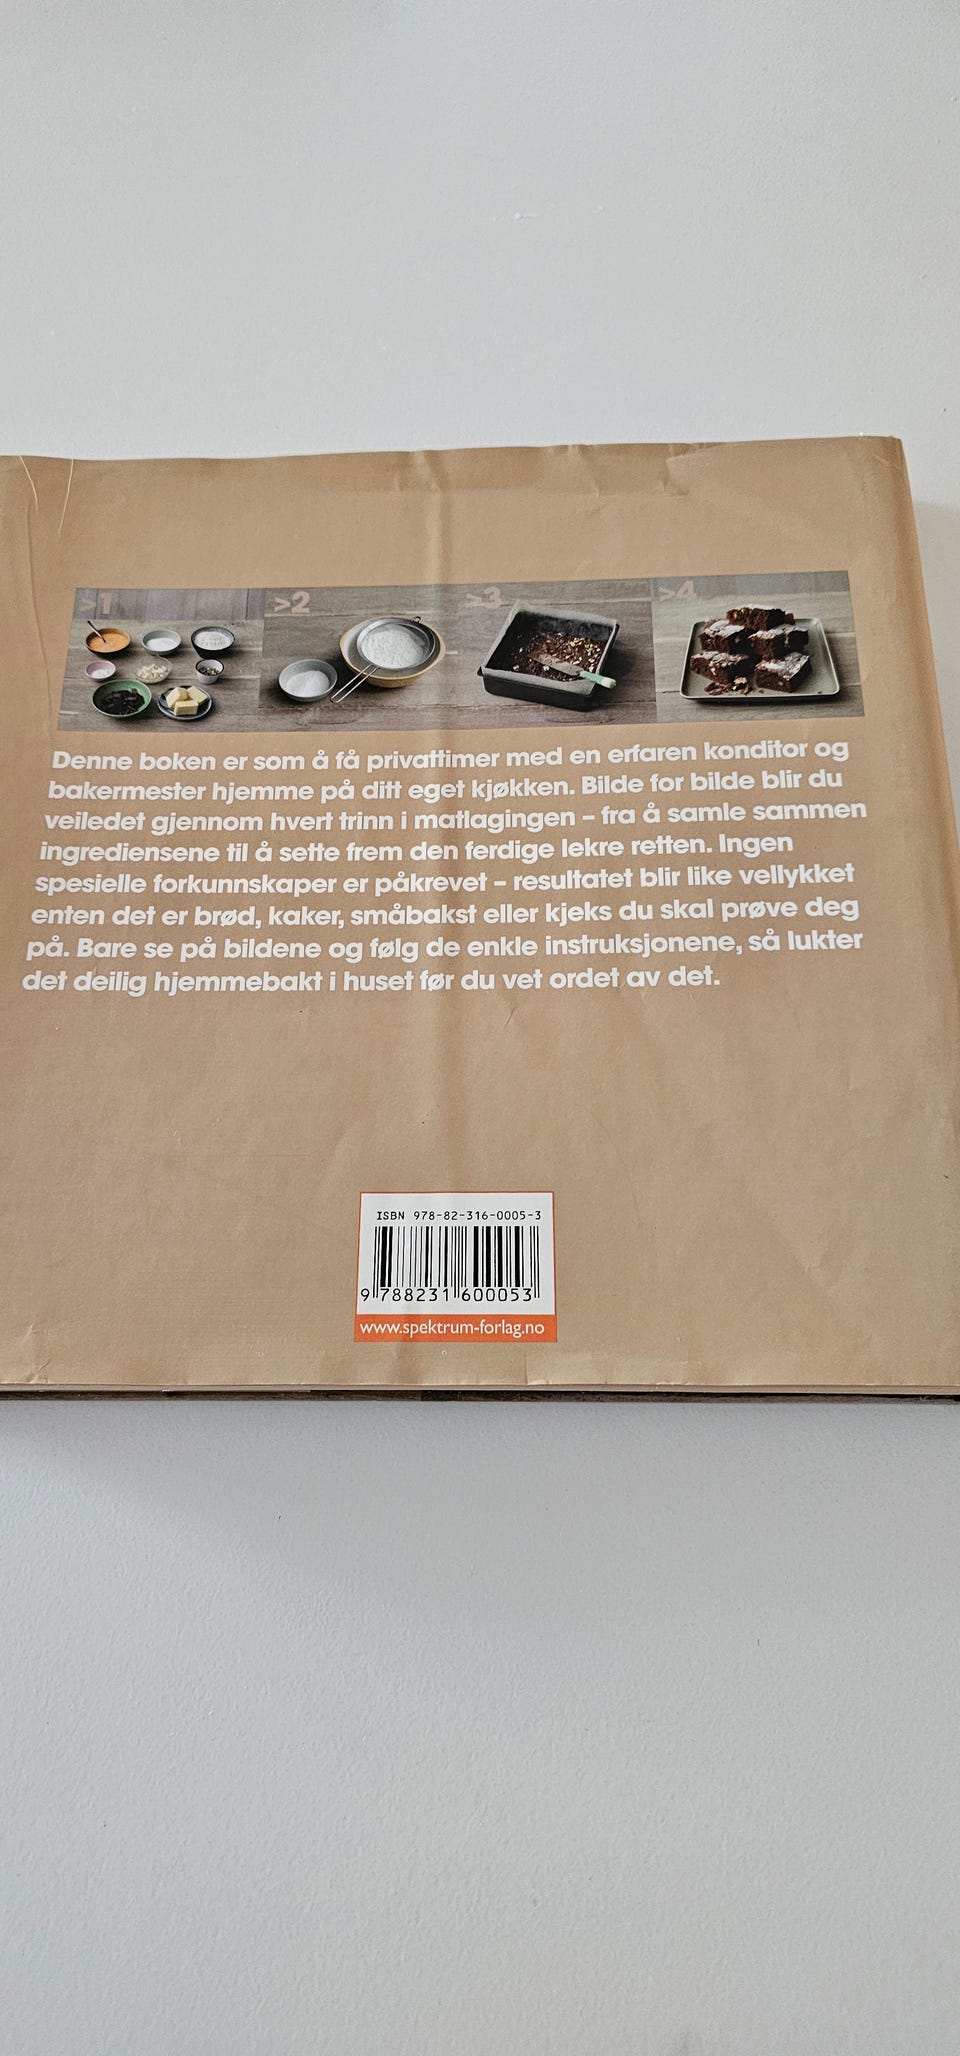 >1 >2 >3 >4
Denne boken er som å få privattimer med en erfaren konditor og
bakermester hjemme på ditt eget kjøkken. Bilde for bilde blir du
veiledet gjennom hvert trinn i matlagingen – fra å samle sammen
ingrediensene til å sette frem den ferdige lekre retten. Ingen
spesielle forkunnskaper er påkrevet – resultatet blir like vellykket
enten det er brød, kaker, småbakst eller kjeks du skal prøve deg
på. Bare se på bildene og følg de enkle instruksjonene, så lukter
det deilig hjemmebakt i huset før du vet ordet av det.
ISBN 978-82-316-0005-3
9 788231 600053
www.spektrum-forlag.no